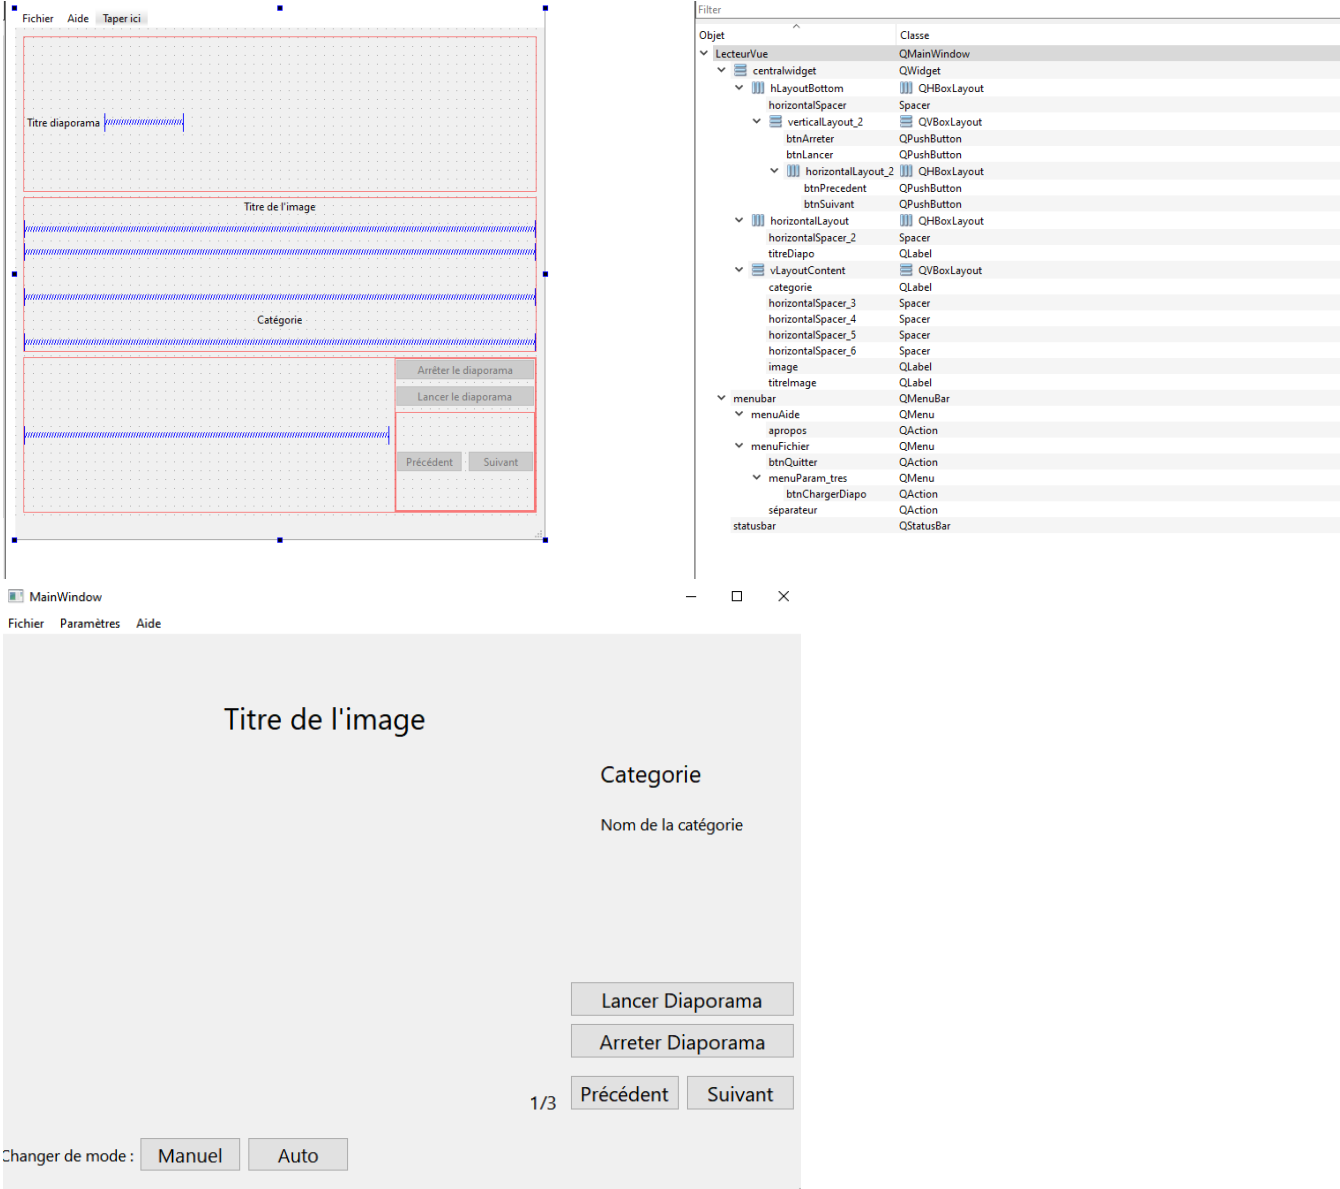 Fichier Aide Taper ici
Titre diaporama
Titre de l'image
Catégorie
Arrêter le diaporama
Lancer le diaporama
Précédent Suivant
Filter
Objet Classe
LecteurVue QMainWindow
centralwidget QWidget
hLayoutBottom QHBoxLayout
horizontalSpacer Spacer
verticalLayout_2 QVBoxLayout
btnArreter QPushButton
btnLancer QPushButton
horizontalLayout_2 QHBoxLayout
btnPrecedent QPushButton
btnSuivant QPushButton
horizontalLayout QHBoxLayout
horizontalSpacer_2 Spacer
titreDiapo QLabel
vLayoutContent QVBoxLayout
categorie QLabel
horizontalSpacer_3 Spacer
horizontalSpacer_4 Spacer
horizontalSpacer_5 Spacer
horizontalSpacer_6 Spacer
image QLabel
titreImage QLabel
menubar QMenuBar
menuAide QMenu
apropos QAction
menuFichier QMenu
btnQuitter QAction
menuParam_tres QMenu
btnChargerDiapo QAction
séparateur QAction
statusbar QStatusBar
MainWindow
Fichier Paramètres Aide
Titre de l'image
Categorie
Nom de la catégorie
Lancer Diaporama
Arreter Diaporama
1/3 Précédent Suivant
Changer de mode : Manuel Auto